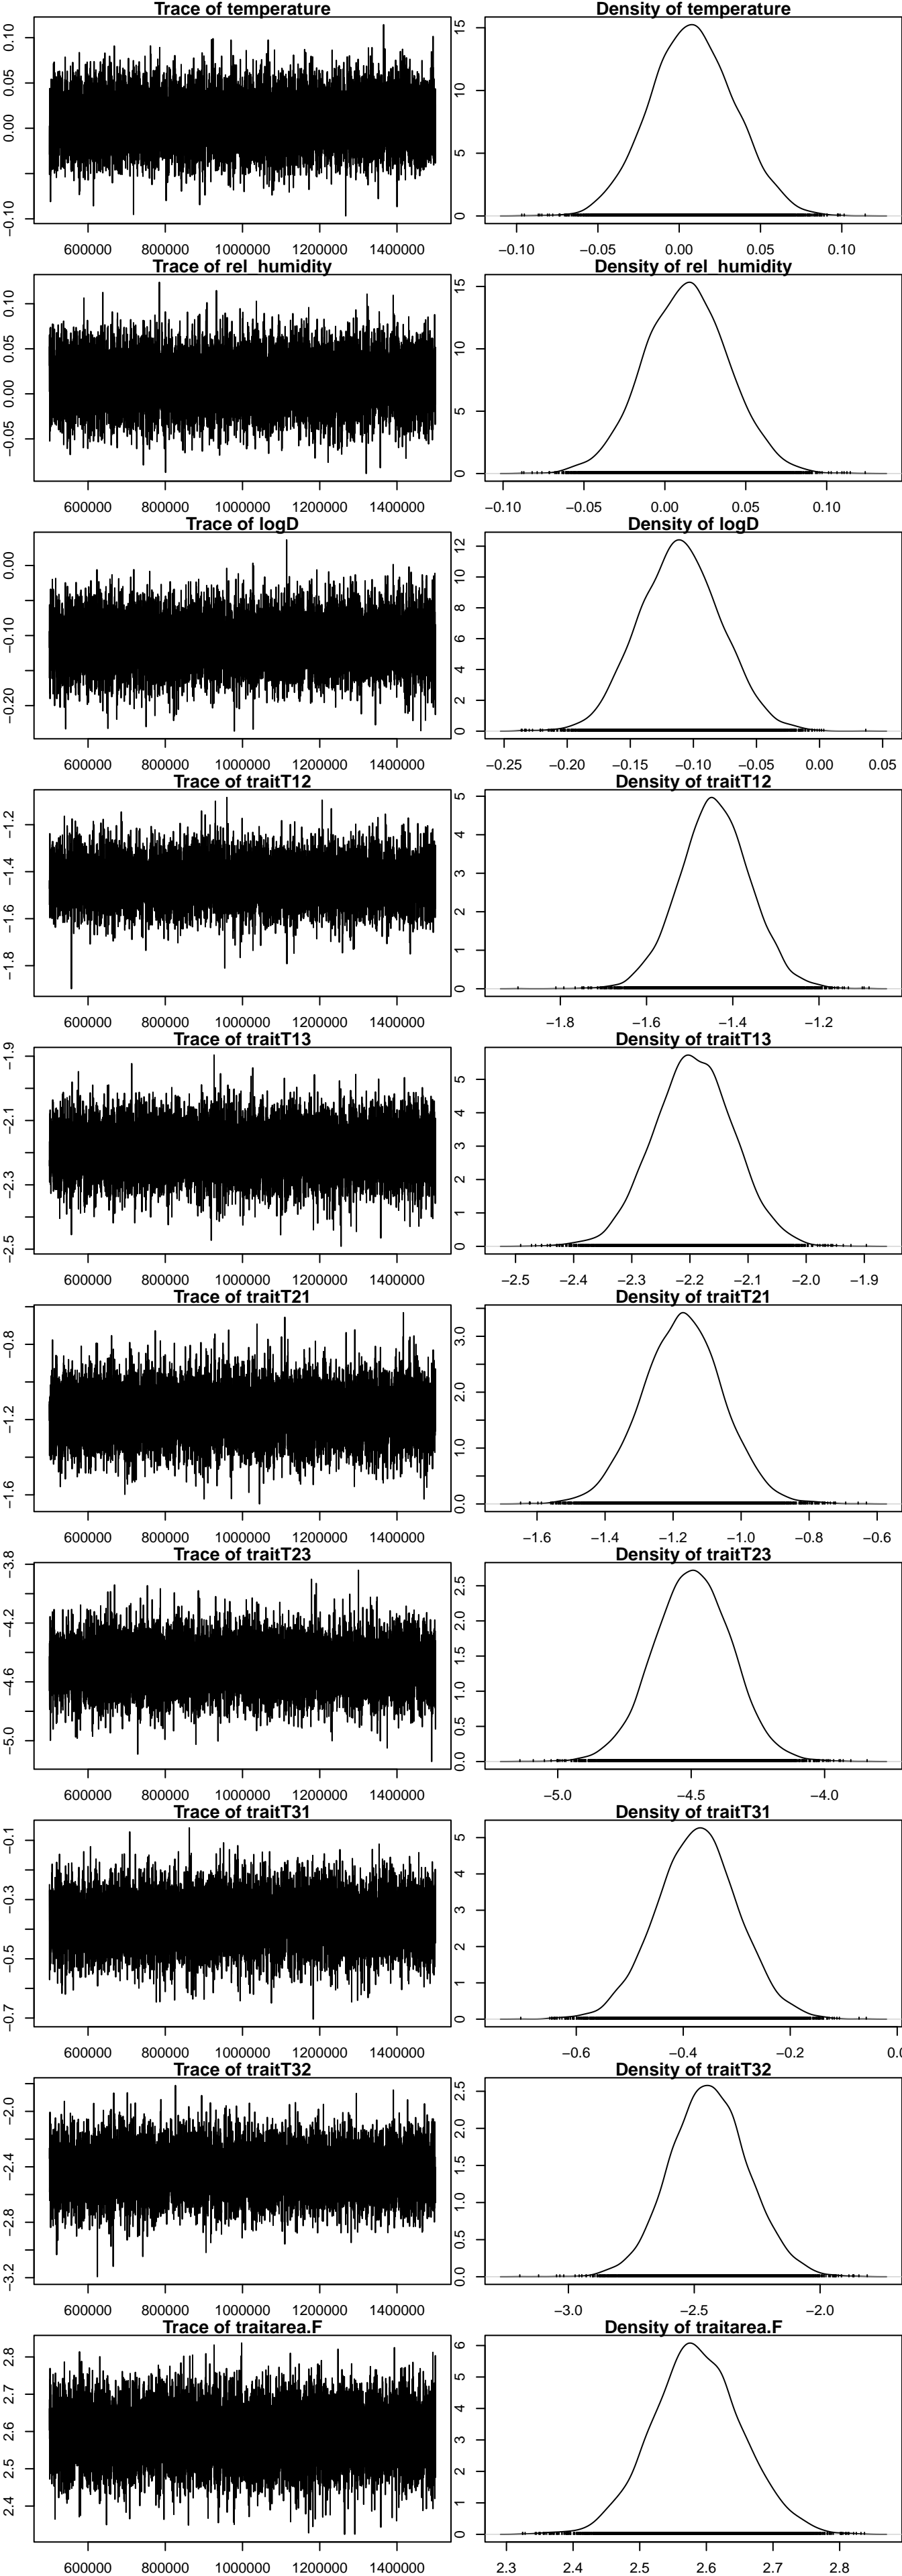 Trace of temperature Density of temperature
−0.10 0.00 0.05 0.10 0 5 10 15
600000 800000 1000000 1200000 1400000 −0.10 −0.05 0.00 0.05 0.10
Trace of rel_humidity Density of rel_humidity
−0.05 0.00 0.05 0.10 0 5 10 15
600000 800000 1000000 1200000 1400000 −0.10 −0.05 0.00 0.05 0.10
Trace of logD Density of logD
−0.20 −0.10 0.00 0 2 4 6 8 10 12
600000 800000 1000000 1200000 1400000 −0.25 −0.20 −0.15 −0.10 −0.05 0.00 0.05
Trace of traitT12 Density of traitT12
−1.8 −1.6 −1.4 −1.2 0 1 2 3 4 5
600000 800000 1000000 1200000 1400000 −1.8 −1.6 −1.4 −1.2
Trace of traitT13 Density of traitT13
−2.5 −2.3 −2.1 −1.9 0 1 2 3 4 5
600000 800000 1000000 1200000 1400000 −2.5 −2.4 −2.3 −2.2 −2.1 −2.0 −1.9
Trace of traitT21 Density of traitT21
−1.6 −1.2 −0.8 0.0 1.0 2.0 3.0
600000 800000 1000000 1200000 1400000 −1.6 −1.4 −1.2 −1.0 −0.8 −0.6
Trace of traitT23 Density of traitT23
−5.0 −4.6 −4.2 −3.8 0.0 0.5 1.0 1.5 2.0 2.5
600000 800000 1000000 1200000 1400000 −5.0 −4.5 −4.0
Trace of traitT31 Density of traitT31
−0.7 −0.5 −0.3 −0.1 0 1 2 3 4 5
600000 800000 1000000 1200000 1400000 −0.6 −0.4 −0.2
Trace of traitT32 Density of traitT32
−3.2 −2.8 −2.4 −2.0 0.0 0.5 1.0 1.5 2.0 2.5
600000 800000 1000000 1200000 1400000 −3.0 −2.5 −2.0
Trace of traitarea.F Density of traitarea.F
2.4 2.5 2.6 2.7 2.8 0 1 2 3 4 5 6
600000 800000 1000000 1200000 1400000 2.3 2.4 2.5 2.6 2.7 2.8